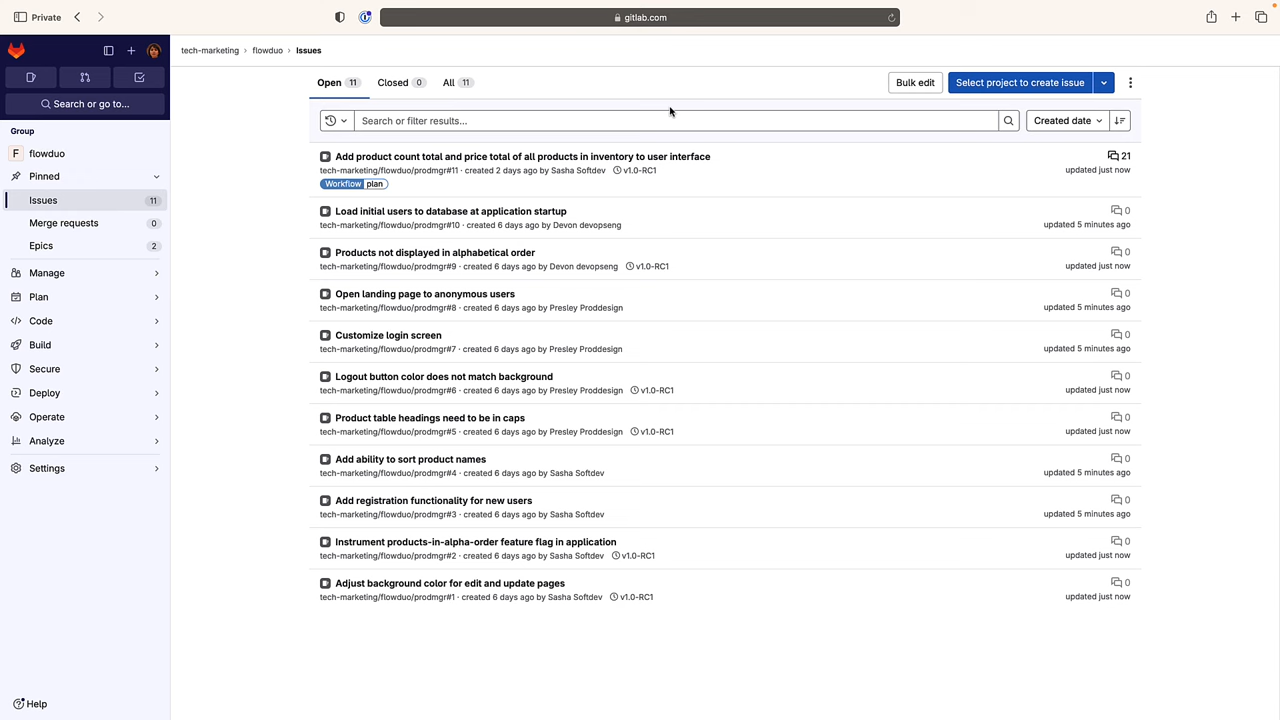 Private
gitlab.com
tech-marketing > flowduo > Issues
Search or go to...
Group
F flowduo
Pinned
Issues 11
Merge requests 0
Epics 2
Manage
Plan
Code
Build
Secure
Deploy
Operate
Analyze
Settings
Help
Open 11 Closed 0 All 11
Bulk edit
Select project to create issue
Search or filter results...
Created date
Add product count total and price total of all products in inventory to user interface
21
tech-marketing/flowduo/prodmgr#11 · created 2 days ago by Sasha Softdev v1.0-RC1
updated just now
Workflow plan
Load initial users to database at application startup
0
tech-marketing/flowduo/prodmgr#10 · created 6 days ago by Devon devopseng
updated 5 minutes ago
Products not displayed in alphabetical order
0
tech-marketing/flowduo/prodmgr#9 · created 6 days ago by Devon devopseng v1.0-RC1
updated just now
Open landing page to anonymous users
0
tech-marketing/flowduo/prodmgr#8 · created 6 days ago by Presley Proddesign
updated 5 minutes ago
Customize login screen
0
tech-marketing/flowduo/prodmgr#7 · created 6 days ago by Presley Proddesign
updated 5 minutes ago
Logout button color does not match background
0
tech-marketing/flowduo/prodmgr#6 · created 6 days ago by Presley Proddesign v1.0-RC1
updated just now
Product table headings need to be in caps
0
tech-marketing/flowduo/prodmgr#5 · created 6 days ago by Presley Proddesign v1.0-RC1
updated just now
Add ability to sort product names
0
tech-marketing/flowduo/prodmgr#4 · created 6 days ago by Sasha Softdev
updated 5 minutes ago
Add registration functionality for new users
0
tech-marketing/flowduo/prodmgr#3 · created 6 days ago by Sasha Softdev
updated 5 minutes ago
Instrument products-in-alpha-order feature flag in application
0
tech-marketing/flowduo/prodmgr#2 · created 6 days ago by Sasha Softdev v1.0-RC1
updated just now
Adjust background color for edit and update pages
0
tech-marketing/flowduo/prodmgr#1 · created 6 days ago by Sasha Softdev v1.0-RC1
updated just now